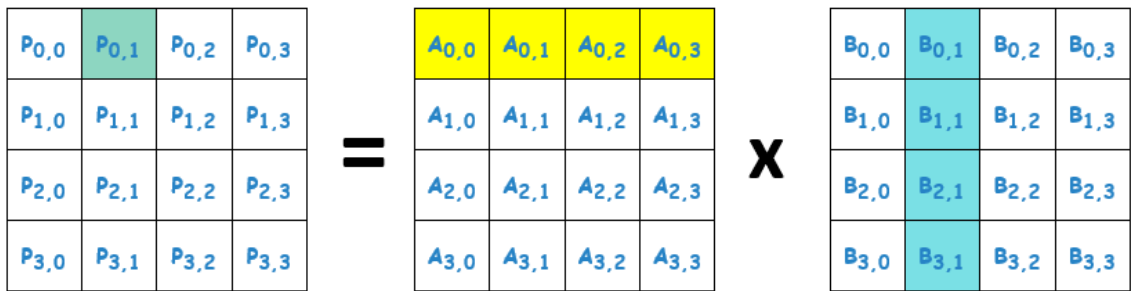 P0,0 P0,1 P0,2 P0,3 A0,0 A0,1 A0,2 A0,3 B0,0 B0,1 B0,2 B0,3
P1,0 P1,1 P1,2 P1,3 A1,0 A1,1 A1,2 A1,3 B1,0 B1,1 B1,2 B1,3
= x
P2,0 P2,1 P2,2 P2,3 A2,0 A2,1 A2,2 A2,3 B2,0 B2,1 B2,2 B2,3
P3,0 P3,1 P3,2 P3,3 A3,0 A3,1 A3,2 A3,3 B3,0 B3,1 B3,2 B3,3